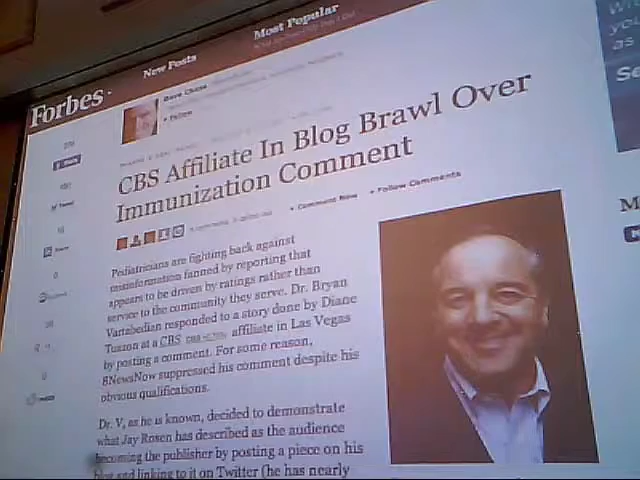 New Posts
Most Popular
Forbes
Dave Chase
+ Follow
CBS Affiliate In Blog Brawl Over
Immunization Comment
+ Comment Now
+ Follow Comments
Pediatricians are fighting back against
misinformation fanned by reporting that
appears to be driven by ratings rather than
service to the community they serve. Dr. Bryan
Vartabedian responded to a story done by Diane
Tuazon at a CBS affiliate in Las Vegas
by posting a comment. For some reason,
8NewsNow suppressed his comment despite his
obvious qualifications.
Dr. V, as he is known, decided to demonstrate
what Jay Rosen has described as the audience
becoming the publisher by posting a piece on his
blog and linking to it on Twitter (he has nearly